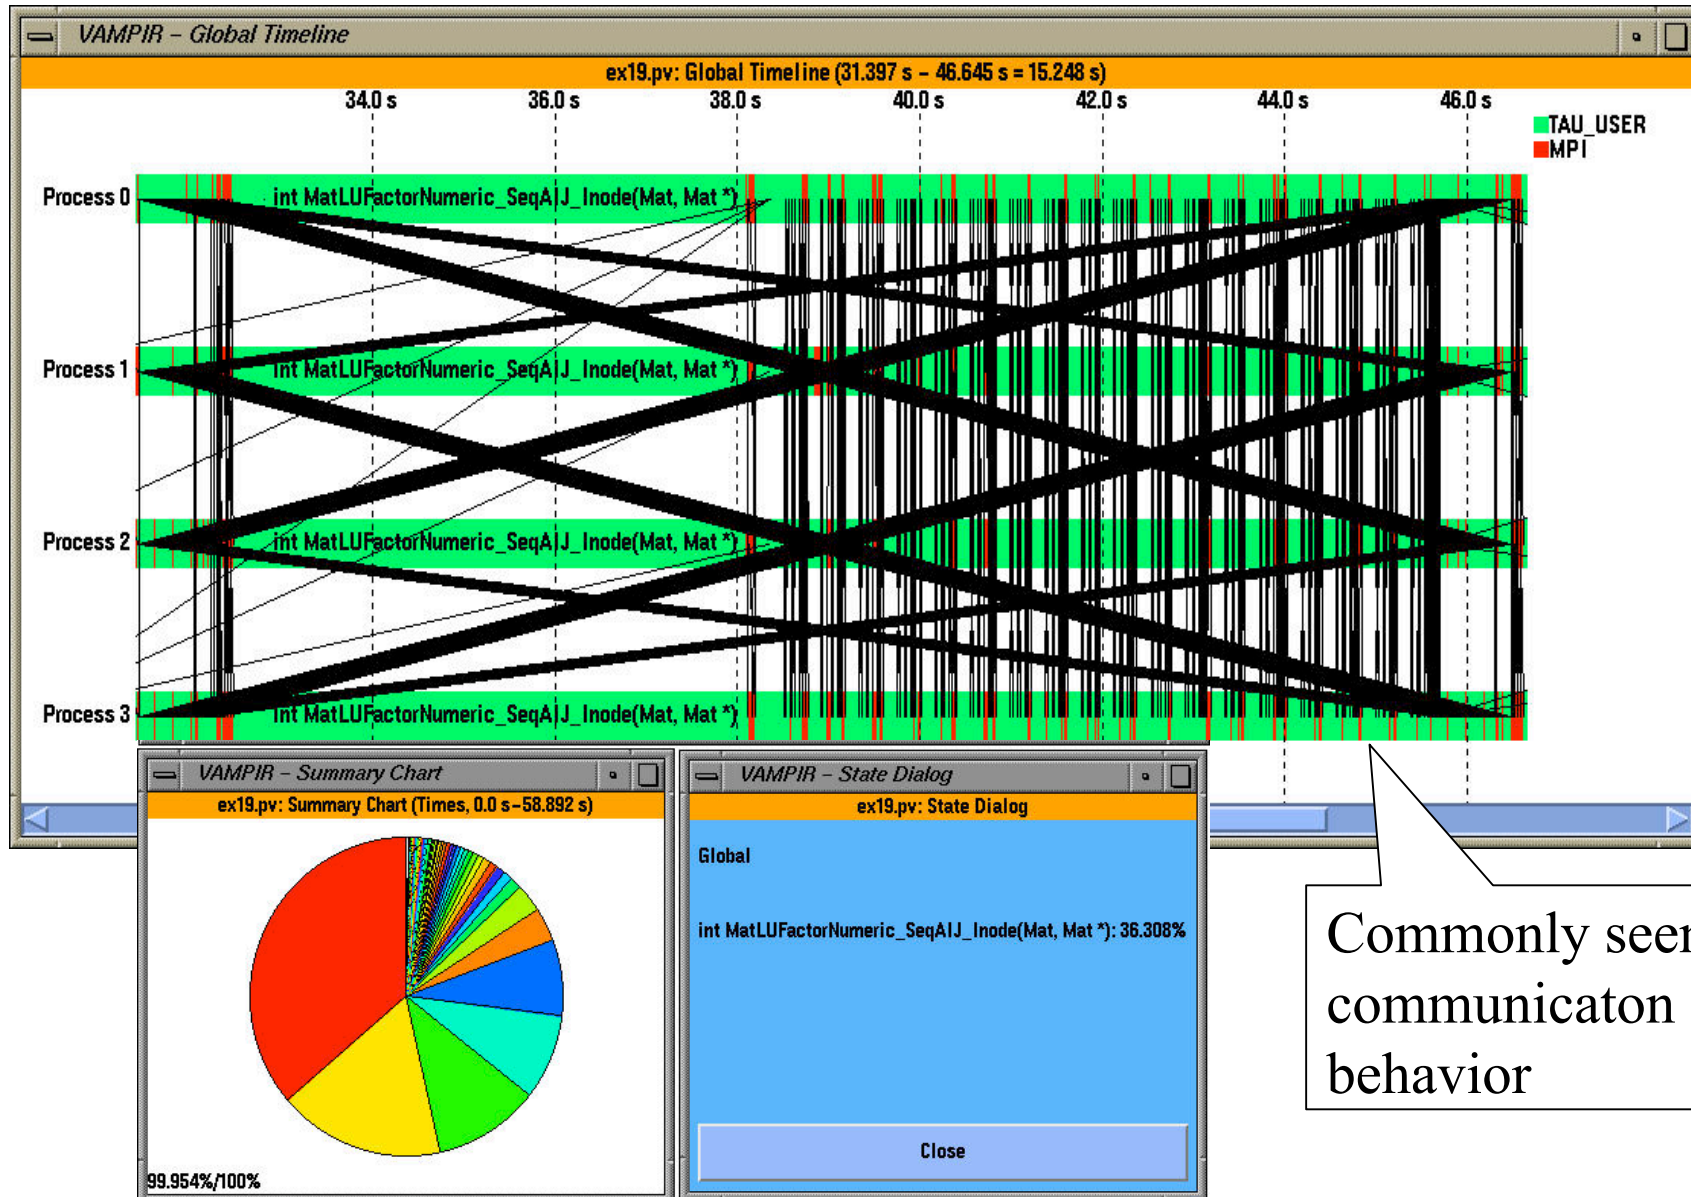 VAMPIR – Global Timeline
ex19.pv: Global Timeline (31.397 s – 46.645 s = 15.248 s)
34.0 s 36.0 s 38.0 s 40.0 s 42.0 s 44.0 s 46.0 s
TAU_USER
MPI
Process 0 int MatLUFactorNumeric_SeqAIJ_Inode(Mat, Mat *)
Process 1 int MatLUFactorNumeric_SeqAIJ_Inode(Mat, Mat *)
Process 2 int MatLUFactorNumeric_SeqAIJ_Inode(Mat, Mat *)
Process 3 int MatLUFactorNumeric_SeqAIJ_Inode(Mat, Mat *)
VAMPIR – Summary Chart
ex19.pv: Summary Chart (Times, 0.0 s–58.892 s)
99.954%/100%
VAMPIR – State Dialog
ex19.pv: State Dialog
Global
int MatLUFactorNumeric_SeqAIJ_Inode(Mat, Mat *): 36.308%
Close
Commonly seen
communicaton
behavior